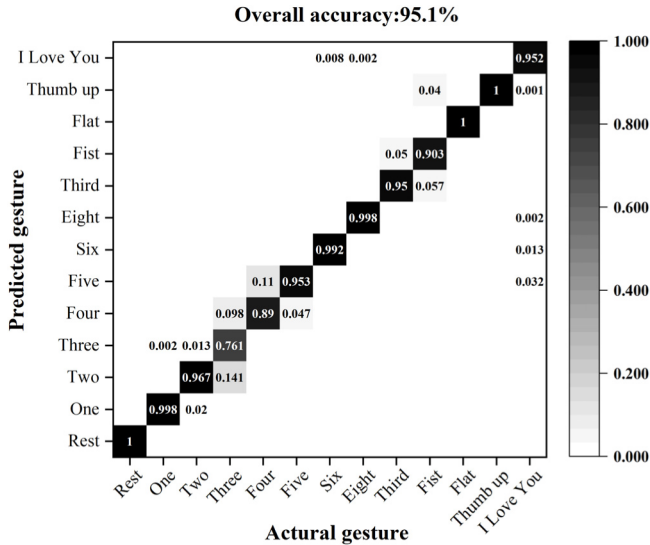 Overall accuracy:95.1%
I Love You 0.008 0.002 0.952 1.000
Thumb up 0.04 1 0.001
Flat 1 0.800
Fist 0.05 0.903
Third 0.95 0.057
Eight 0.998 0.002 0.600
Six 0.992 0.013
Five 0.11 0.953 0.032 0.400
Four 0.098 0.89 0.047
Three 0.002 0.013 0.761
Two 0.967 0.141 0.200
One 0.998 0.02
Rest 1 0.000
Rest One Two Three Four Five Six Eight Third Fist Flat Thumb up I Love You
Actural gesture
Predicted gesture